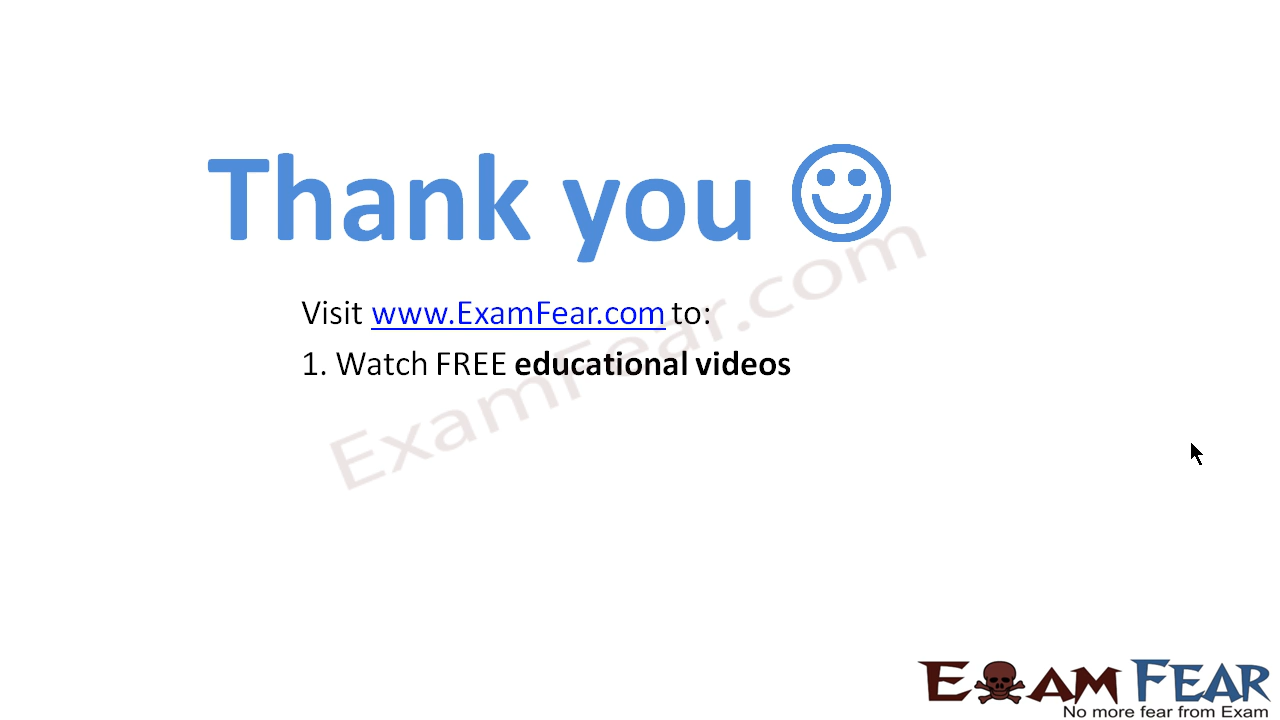 Thank you
Visit www.ExamFear.com to:
1. Watch FREE educational videos
ExamFear.com
EXAM FEAR
No more fear from Exam